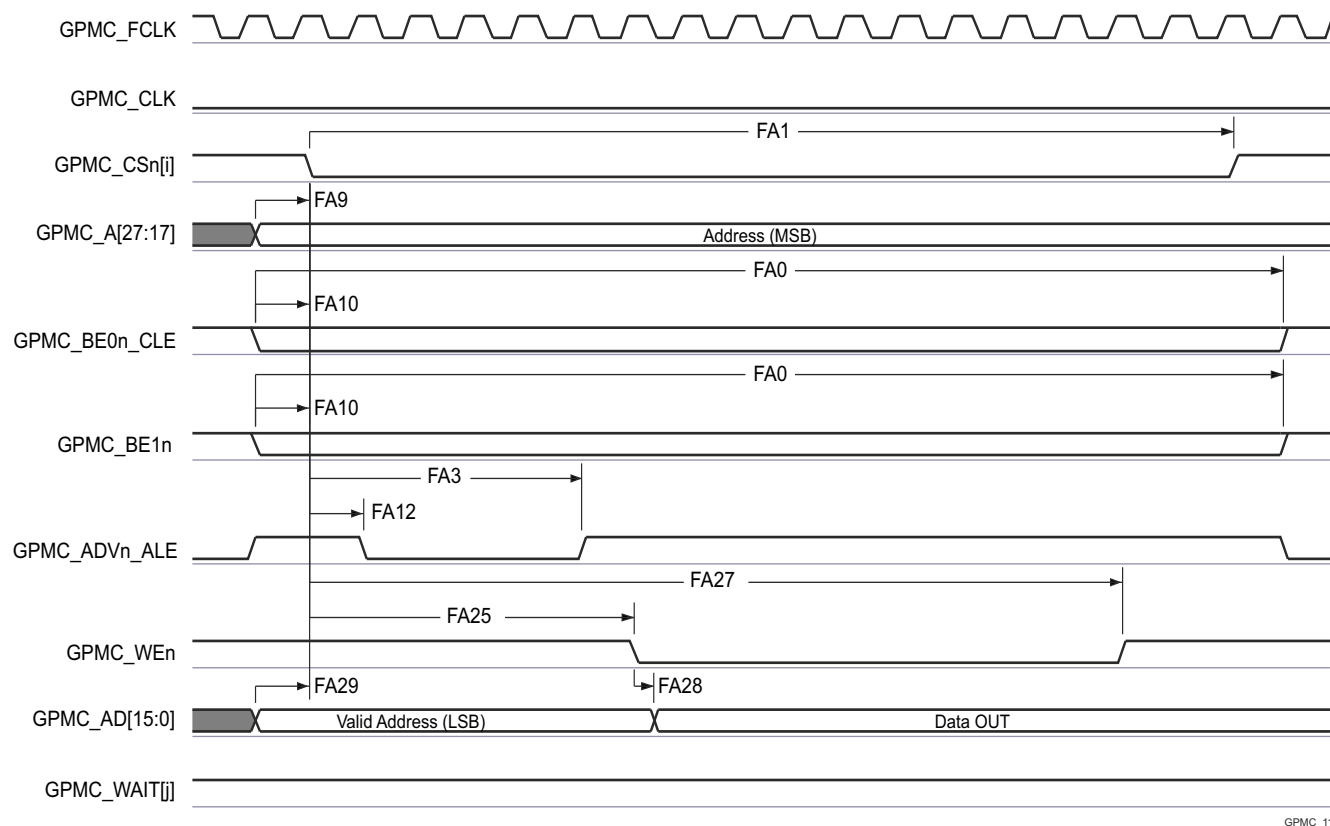 GPMC_FCLK
GPMC_CLK
FA1
GPMC_CSn[i]
FA9
GPMC_A[27:17]
Address (MSB)
FA0
FA10
GPMC_BE0n_CLE
FA0
FA10
GPMC_BE1n
FA3
FA12
GPMC_ADVn_ALE
FA27
FA25
GPMC_WEn
FA29
FA28
GPMC_AD[15:0]
Valid Address (LSB)
Data OUT
GPMC_WAIT[j]